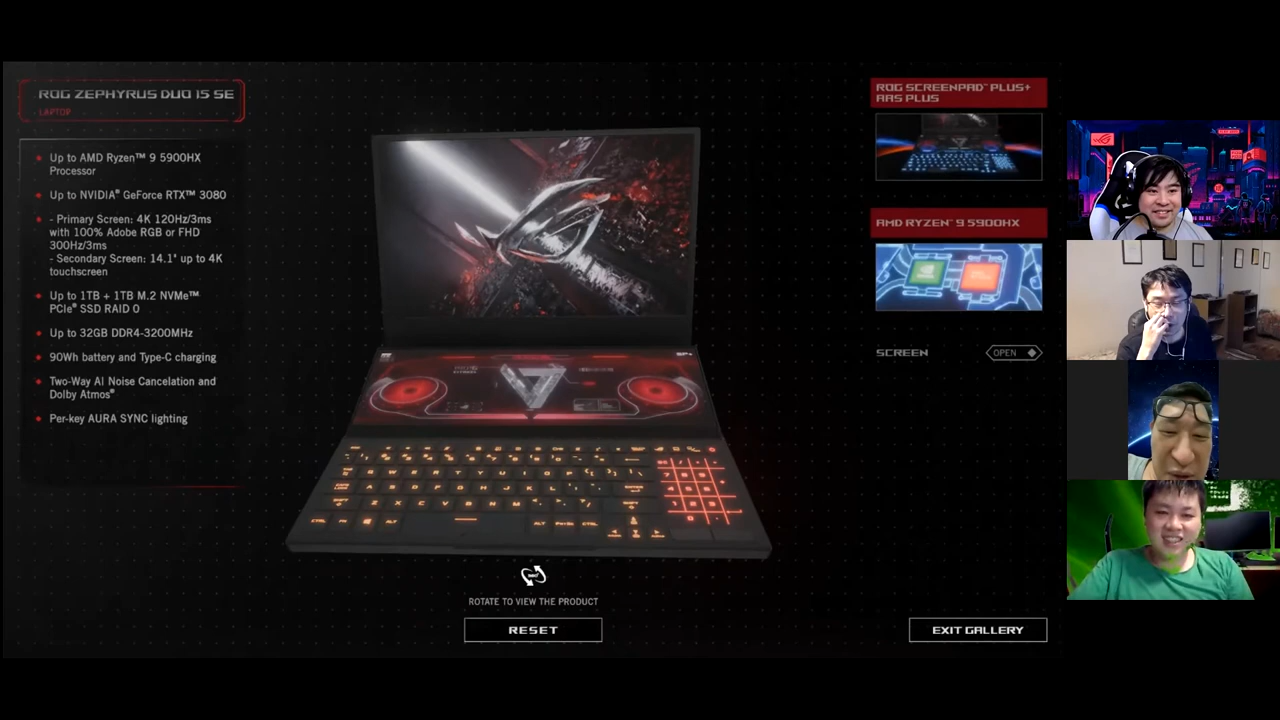 ROG ZEPHYRUS DUO 15 SE
LAPTOP
Up to AMD Ryzen™ 9 5900HX
Processor
Up to NVIDIA® GeForce RTX™ 3080
- Primary Screen: 4K 120Hz/3ms
with 100% Adobe RGB or FHD
300Hz/3ms
- Secondary Screen: 14.1" up to 4K
touchscreen
Up to 1TB + 1TB M.2 NVMe™
PCIe® SSD RAID 0
Up to 32GB DDR4-3200MHz
90Wh battery and Type-C charging
Two-Way AI Noise Cancelation and
Dolby Atmos®
Per-key AURA SYNC lighting
ROG SCREENPAD™ PLUS+
AAS PLUS
AMD RYZEN™ 9 5900HX
SCREEN
OPEN
ROTATE TO VIEW THE PRODUCT
RESET
EXIT GALLERY